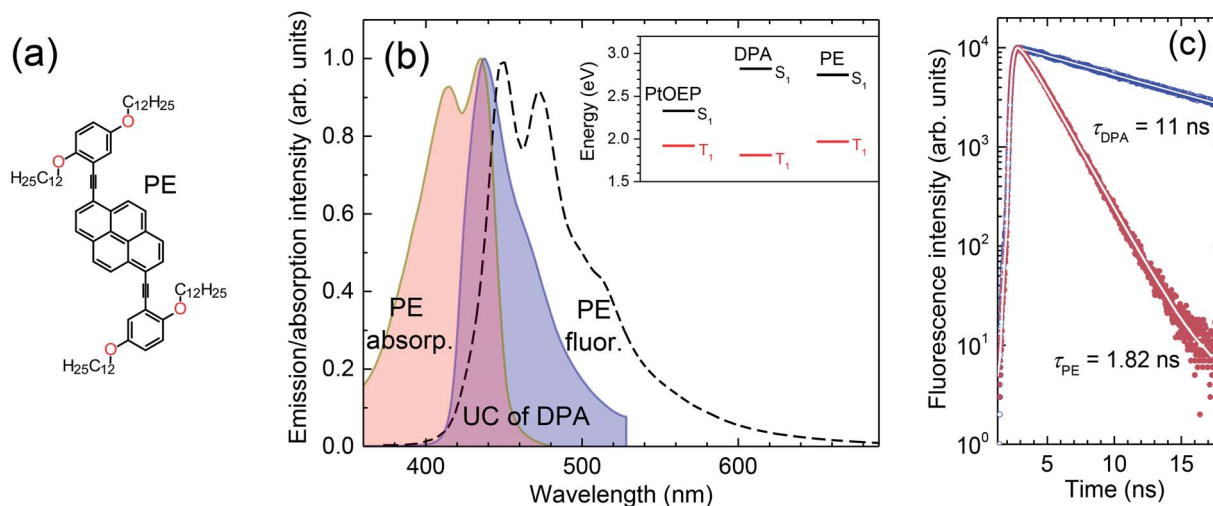 (a)
C12H25
O
O
H25C12
PE
C12H25
O
O
H25C12
(b)
Emission/absorption intensity (arb. units)
1.0
0.8
0.6
0.4
0.2
0.0
400
500
600
Wavelength (nm)
PE
absorp.
UC of DPA
PE
fluor.
Energy (eV)
3.0
2.5
2.0
1.5
PtOEP
S1
T1
DPA
S1
T1
PE
S1
T1
(c)
Fluorescence intensity (arb. units)
10^4
10^3
10^2
10^1
10^0
5
10
15
Time (ns)
τDPA = 11 ns
τPE = 1.82 ns